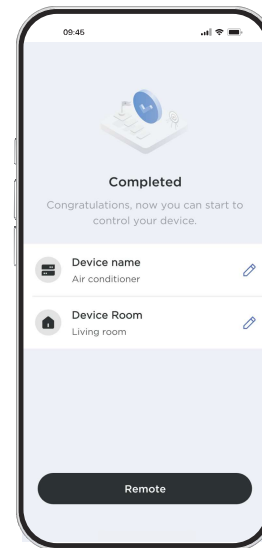 09:45
Completed
Congratulations, now you can start to
control your device.
Device name
Air conditioner
Device Room
Living room
Remote